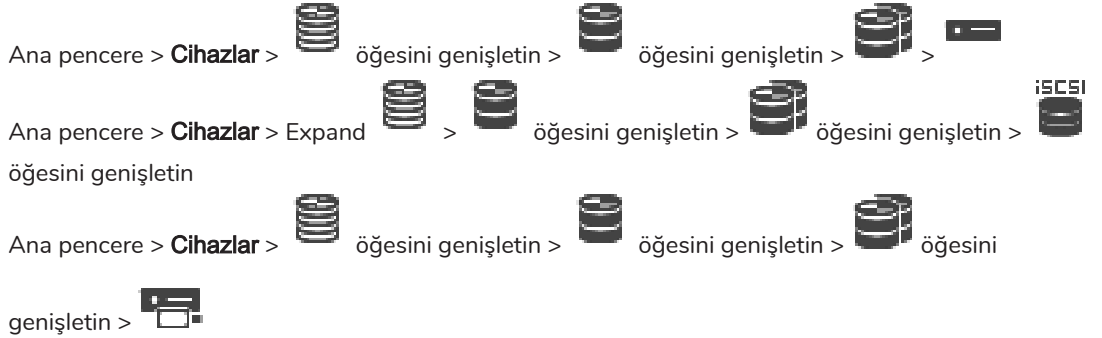 Ana pencere > Cihazlar > öğesini genişletin > öğesini genişletin > >
iSCSI
Ana pencere > Cihazlar > Expand > öğesini genişletin > öğesini genişletin >
öğesini genişletin
Ana pencere > Cihazlar > öğesini genişletin > öğesini genişletin > öğesini
genişletin >